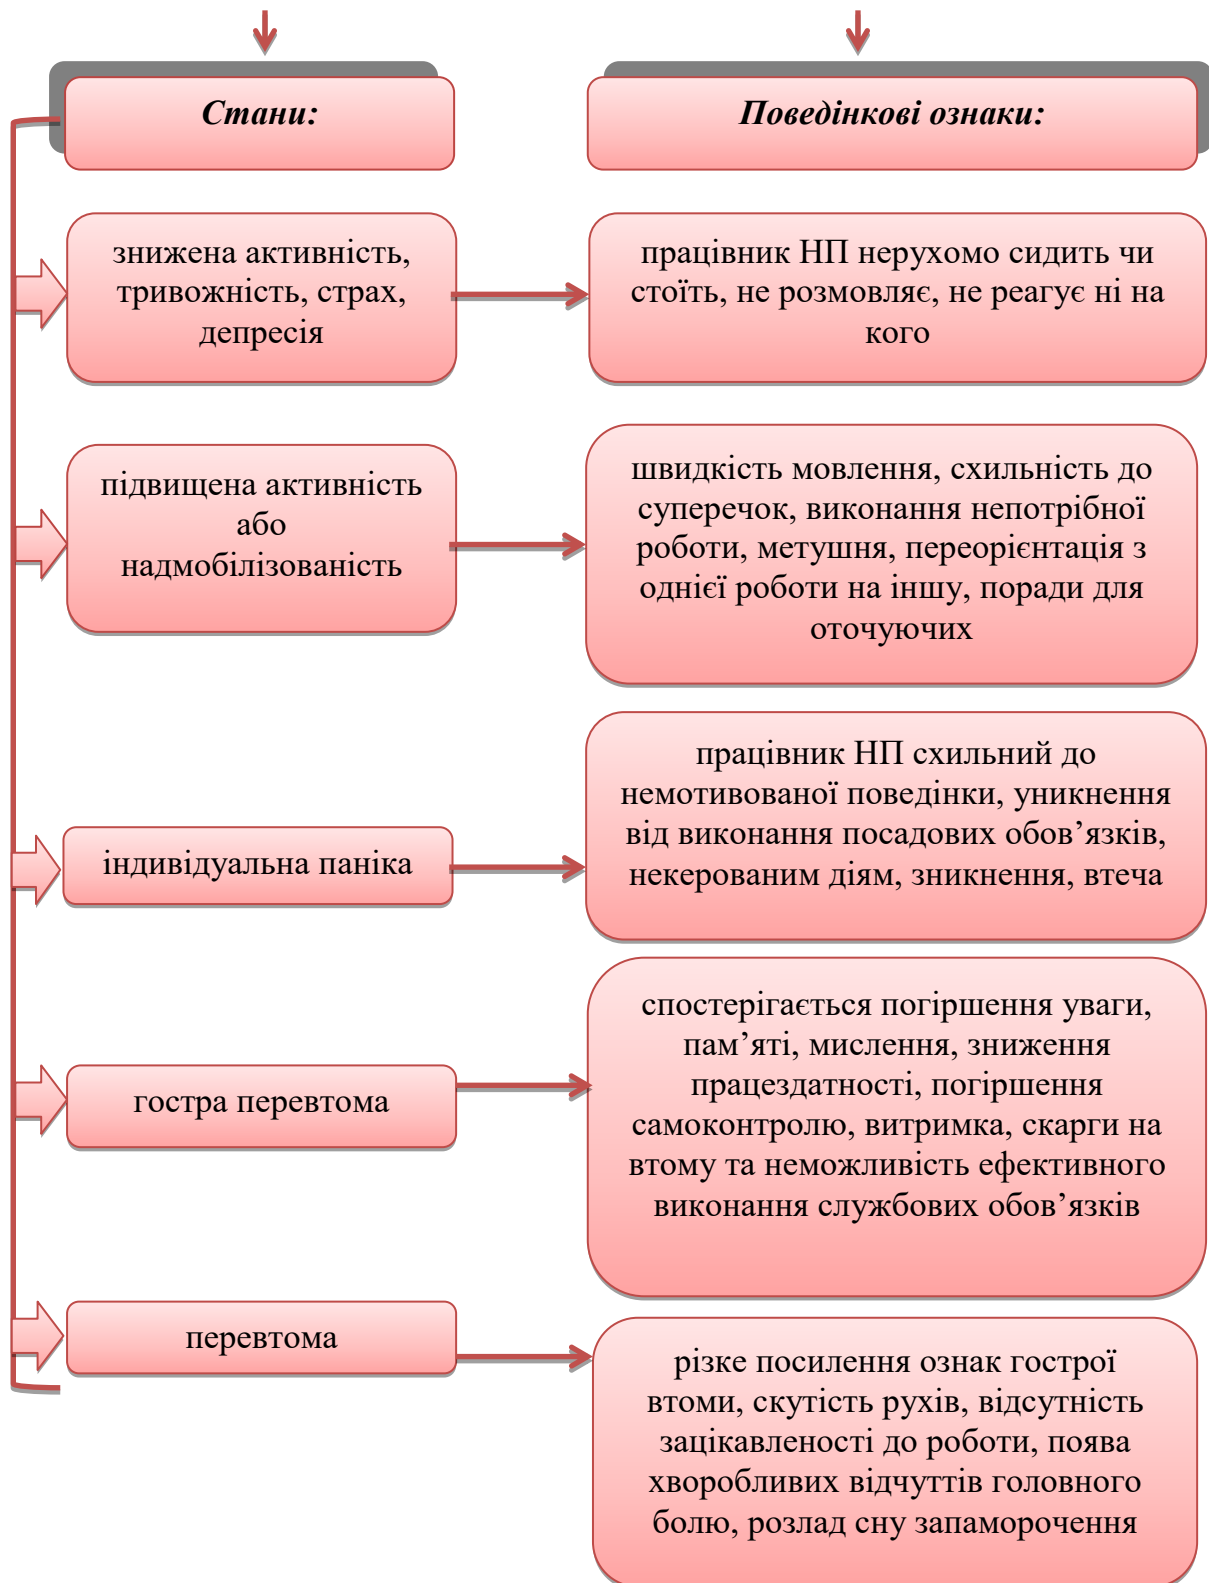 Стани:
Поведінкові ознаки:
знижена активність,
тривожність, страх,
депресія
працівник НП нерухомо сидить чи
стоїть, не розмовляє, не реагує ні на
кого
підвищена активність
або
надмобілізованість
швидкість мовлення, схильність до
суперечок, виконання непотрібної
роботи, метушня, переорієнтація з
однієї роботи на іншу, поради для
оточуючих
індивідуальна паніка
працівник НП схильний до
немотивованої поведінки, уникнення
від виконання посадових обов’язків,
некерованим діям, зникнення, втеча
гостра перевтома
спостерігається погіршення уваги,
пам’яті, мислення, зниження
працездатності, погіршення
самоконтролю, витримка, скарги на
втому та неможливість ефективного
виконання службових обов’язків
перевтома
різке посилення ознак гострої
втоми, скутість рухів, відсутність
зацікавленості до роботи, поява
хворобливих відчуттів головного
болю, розлад сну запаморочення